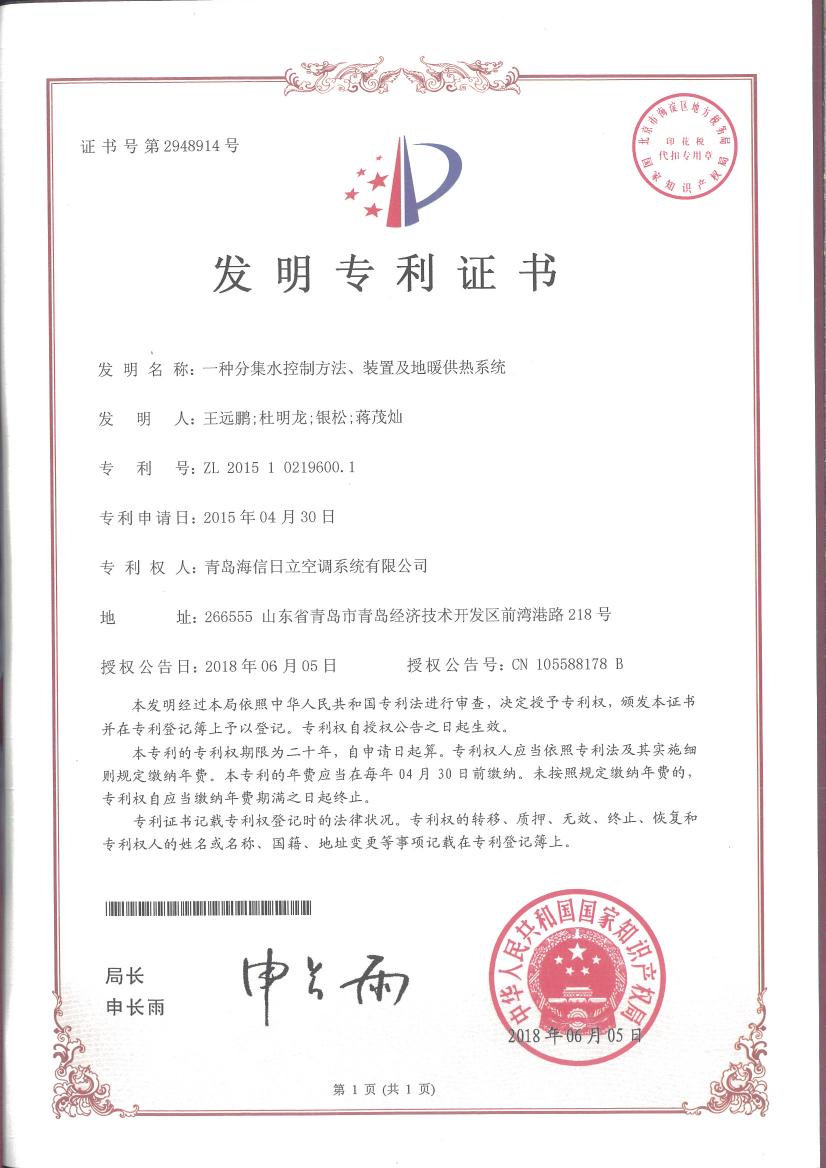 证书号第2948914号
北京市海淀区地方税务局
印花税
代扣专用章
国家知识产权局
发明专利证书
发明名称：一种分集水控制方法、装置及地暖供热系统
发明人：王远鹏;杜明龙;银松;蒋茂灿
专利号：ZL 2015 1 0219600.1
专利申请日：2015年04月30日
专利权人：青岛海信日立空调系统有限公司
地址：266555 山东省青岛市青岛经济技术开发区前湾港路218号
授权公告日：2018年06月05日 授权公告号：CN 105588178 B
本发明经过本局依照中华人民共和国专利法进行审查，决定授予专利权，颁发本证书
并在专利登记簿上予以登记。专利权自授权公告之日起生效。
本专利的专利权期限为二十年，自申请日起算。专利权人应当依照专利法及其实施细
则规定缴纳年费。本专利的年费应当在每年04月30日前缴纳。未按照规定缴纳年费的，
专利权自应当缴纳年费期满之日起终止。
专利证书记载专利权登记时的法律状况。专利权的转移、质押、无效、终止、恢复和
专利权人的姓名或名称、国籍、地址变更等事项记载在专利登记簿上。
局长
申长雨
申长雨
中华人民共和国国家知识产权局
2018年06月05日
第1页(共1页)